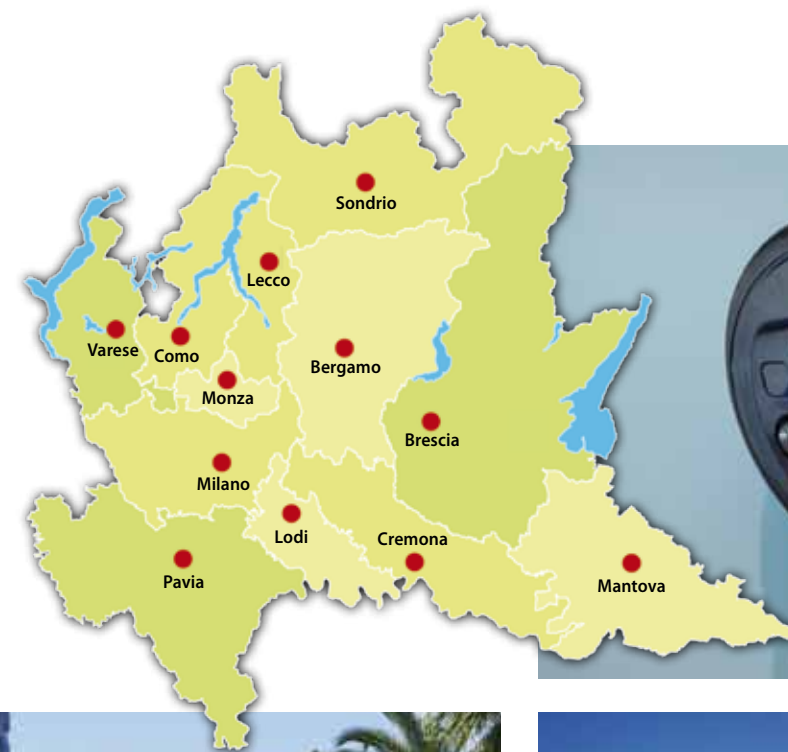 Sondrio
Lecco
Varese
Como
Bergamo
Monza
Brescia
Milano
Lodi
Cremona
Pavia
Mantova